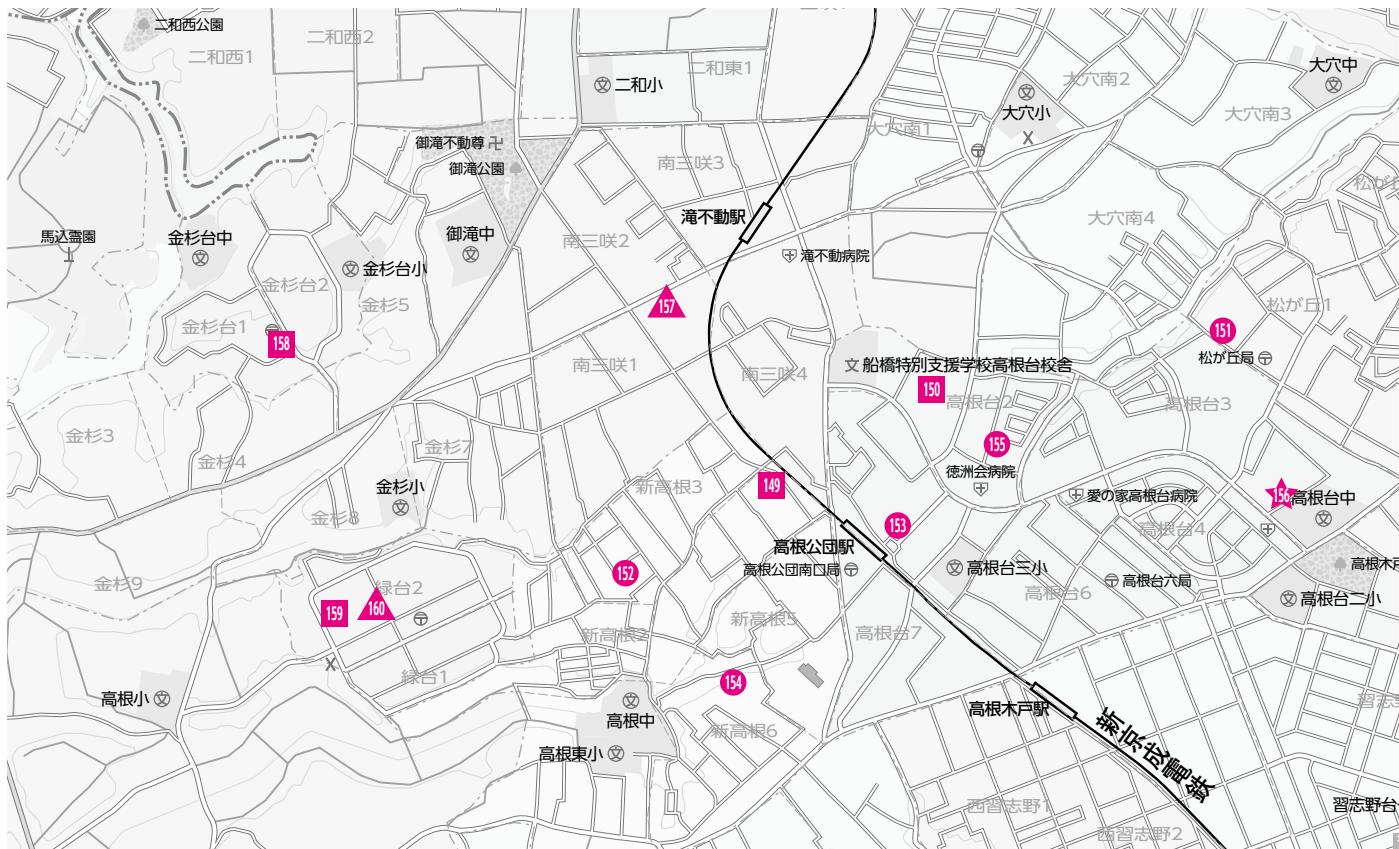 二和西公園
二和西2
二和西1
二和小
二和東1
大穴南2
大穴中
大穴小
大穴南3
大穴南1
御滝不動尊
御滝公園
南三咲3
滝不動駅
大穴南4
馬込霊園
金杉台中
御滝中
南三咲2
金杉台小
滝不動病院
金杉台2
金杉5
157
松が丘1
金杉台1
151
158
松が丘局
南三咲1
南三咲4
文船橋特別支援学校高根台校舎
150
高根台2
高根台3
金杉3
金杉7
155
金杉4
徳洲会病院
新高根3
149
金杉小
愛の家高根台病院
156
高根台中
金杉8
153
高根台4
高根公団駅
高根公団南口局
152
高根台三小
高根台六局
金杉9
緑台2
高根台6
高根台二小
159
160
新高根5
新高根2
高根台7
緑台1
154
高根小
高根中
高根木戸駅
新京成電鉄
新高根6
高根東小
西習志野1
習志野台
西習志野2